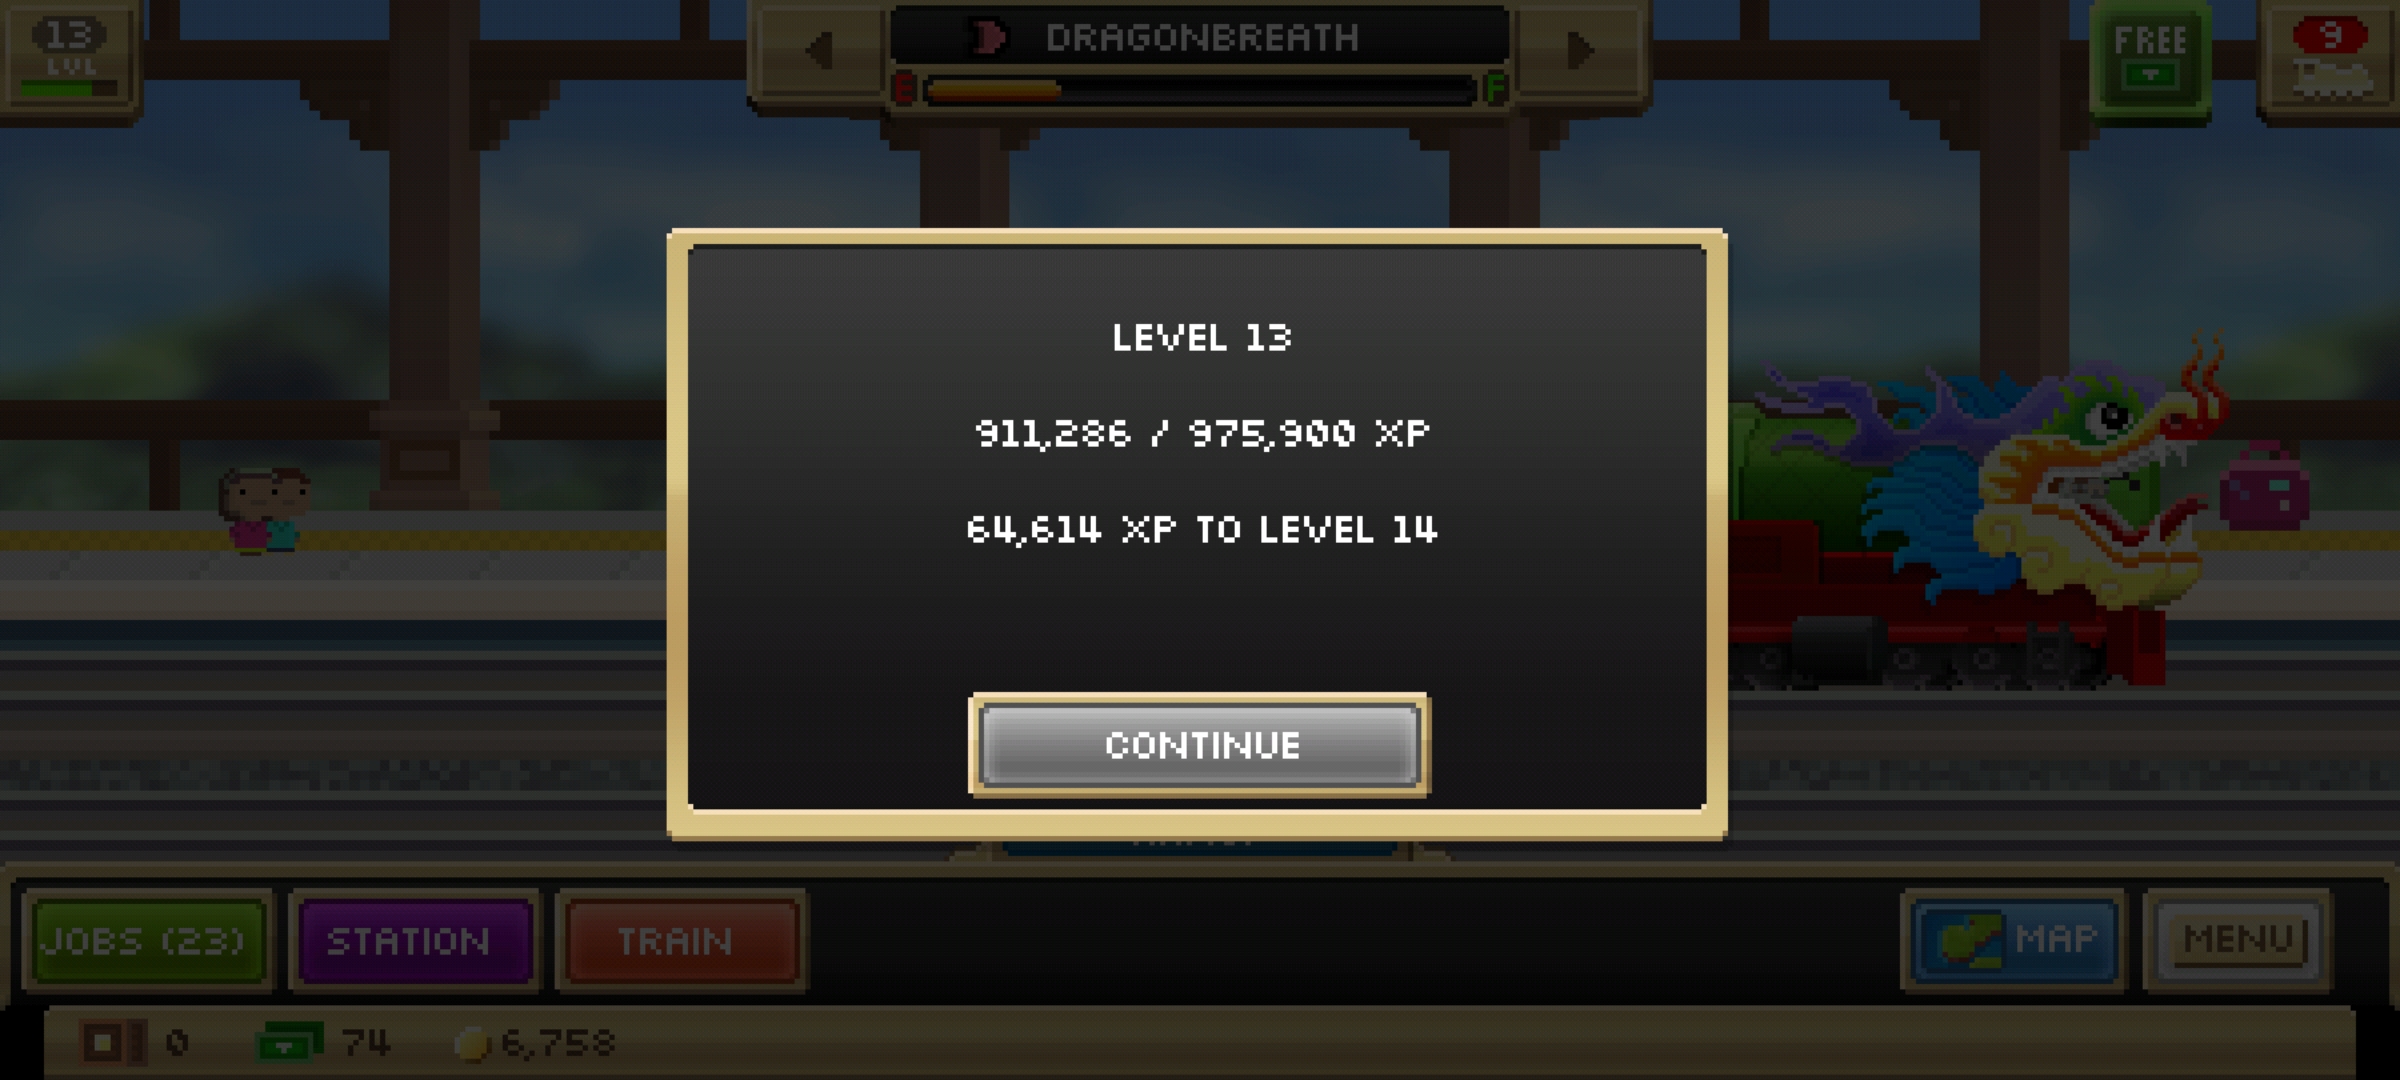 13
LVL
DRAGONBREATH
E
F
FREE
9
LEVEL 13
911,286 / 975,900 XP
64,614 XP TO LEVEL 14
CONTINUE
JOBS (23)
STATION
TRAIN
MAP
MENU
0
74
6,758